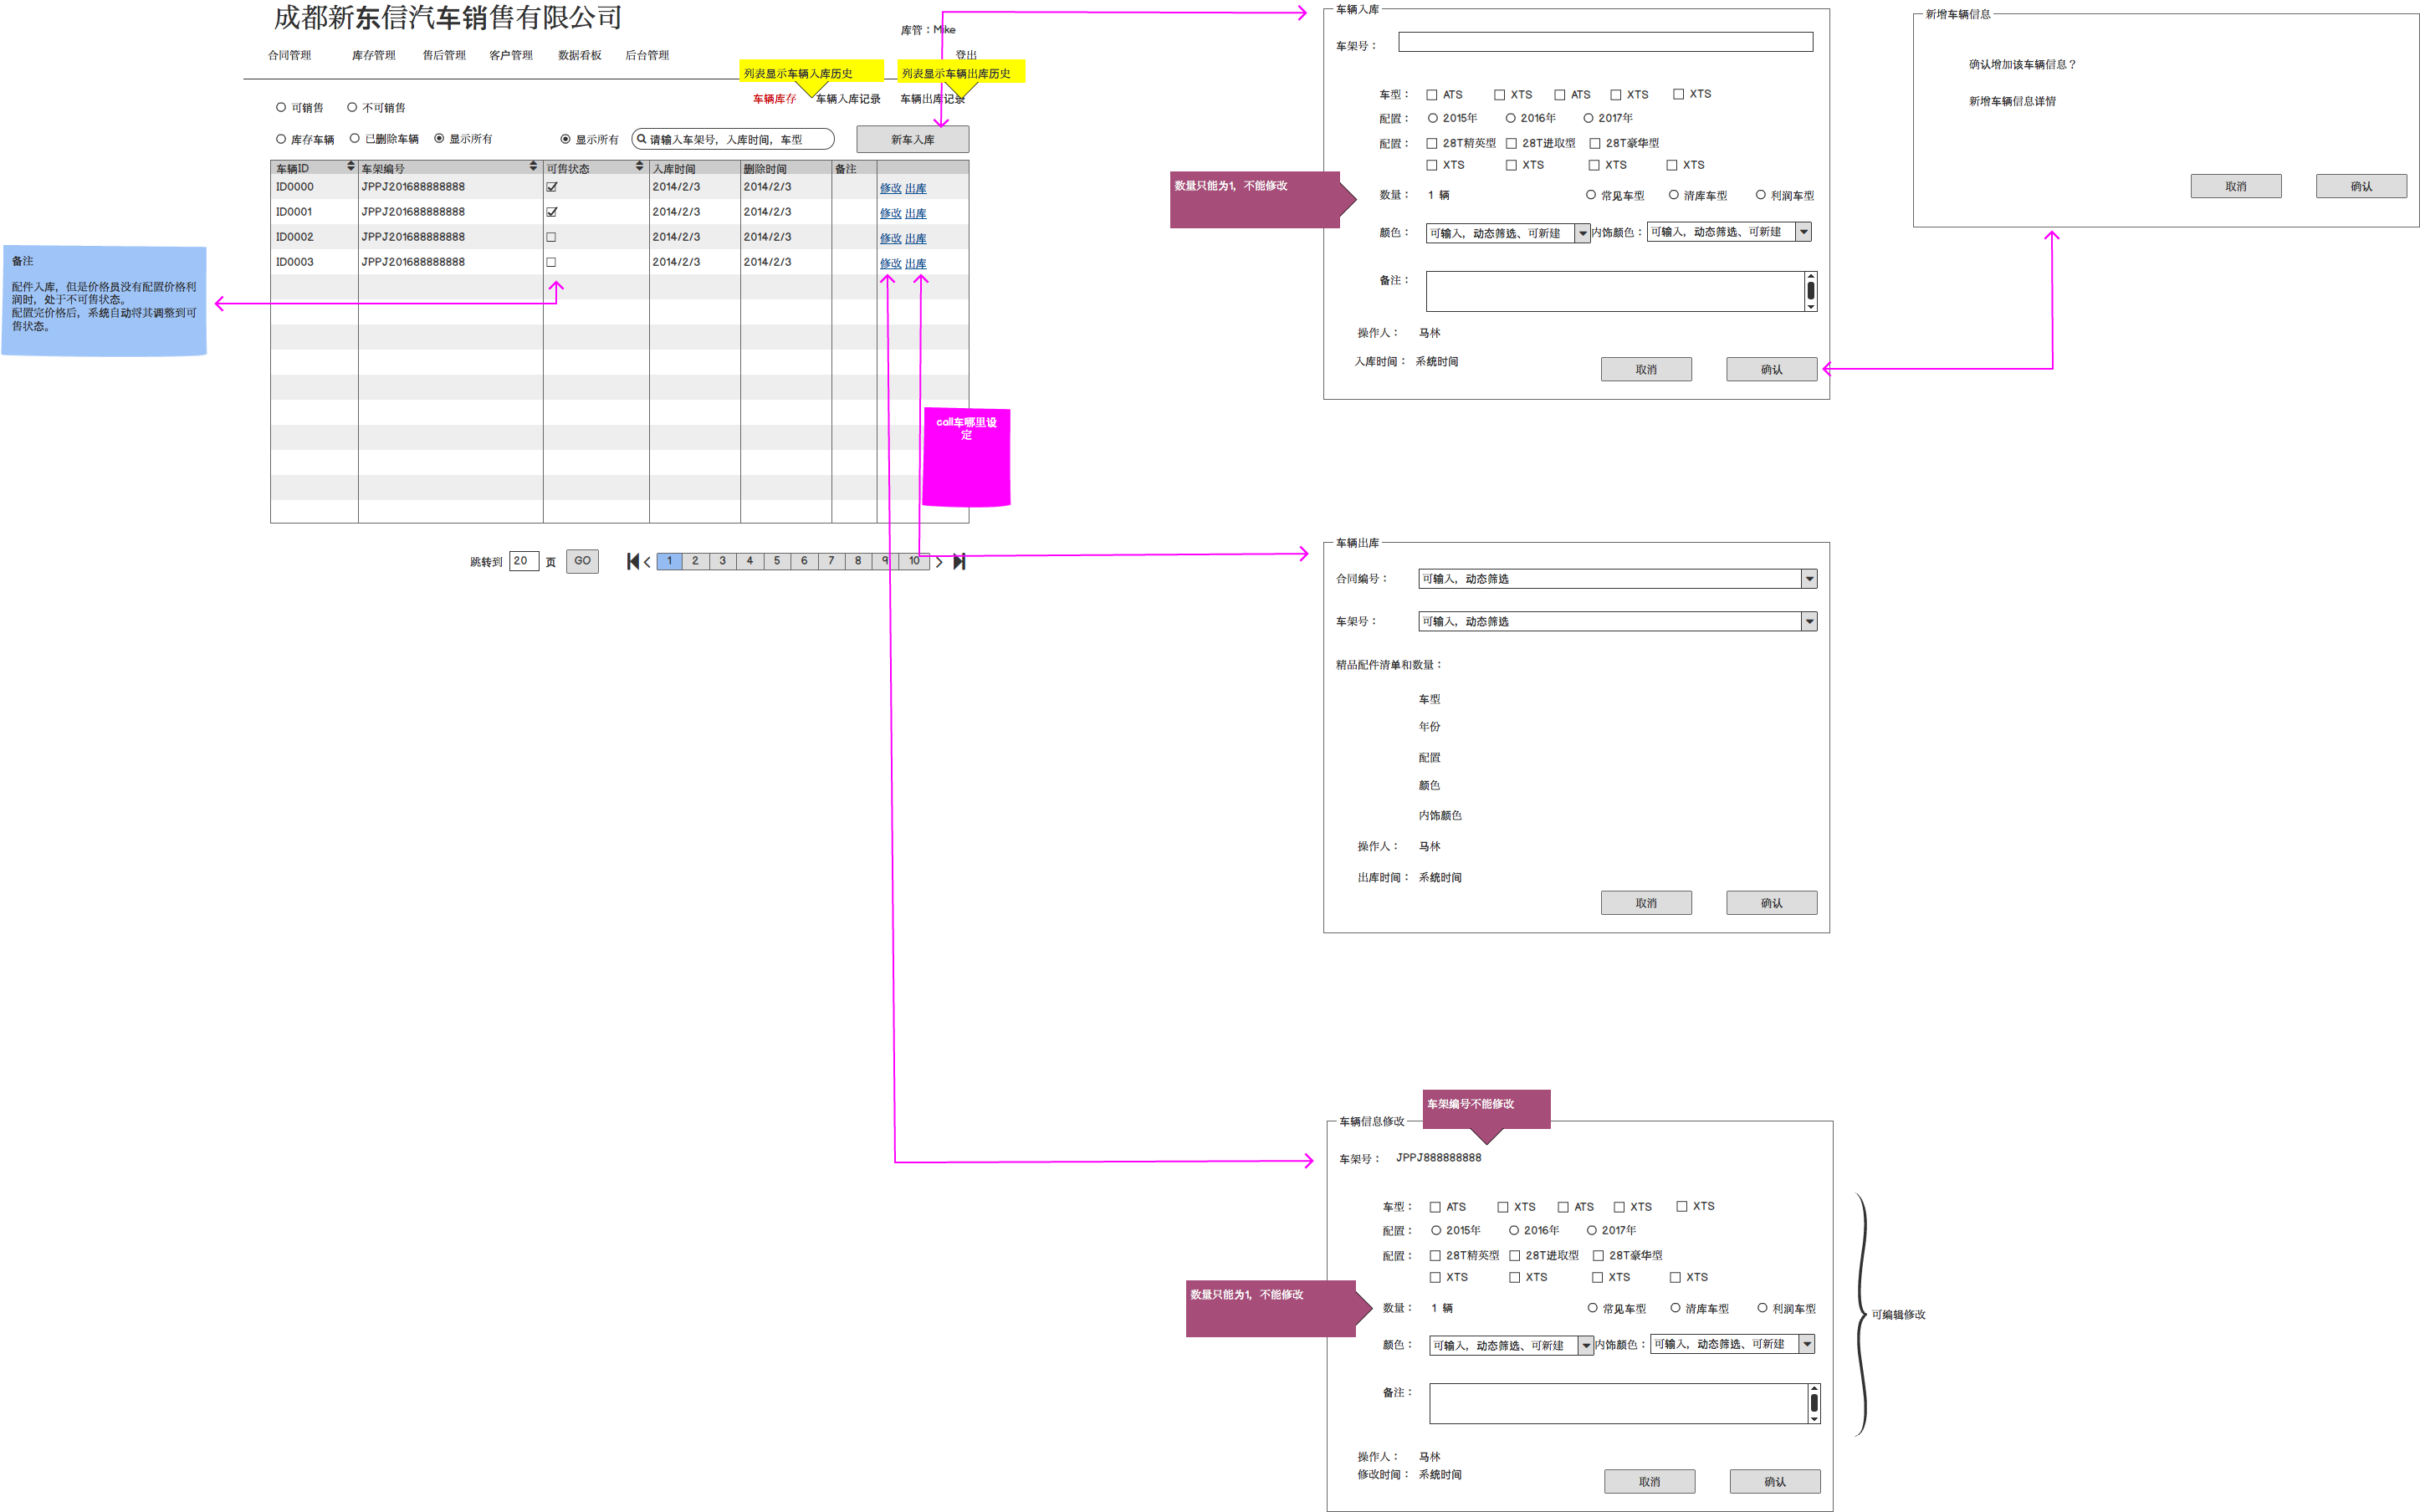 成都新东信汽车销售有限公司
库管：Mike
合同管理 库存管理 售后管理 客户管理 数据看板 后台管理 登出
列表显示车辆入库历史 列表显示车辆出库历史
车辆库存 车辆入库记录 车辆出库记录
可销售 不可销售
库存车辆 已删除车辆 显示所有 显示所有 请输入车架号，入库时间，车型 新车入库
车辆ID 车架编号 可售状态 入库时间 删除时间 备注
ID0000 JPPJ201688888888 2014/2/3 2014/2/3 修改 出库
ID0001 JPPJ201688888888 2014/2/3 2014/2/3 修改 出库
ID0002 JPPJ201688888888 2014/2/3 2014/2/3 修改 出库
ID0003 JPPJ201688888888 2014/2/3 2014/2/3 修改 出库
备注
配件入库，但是价格员没有配置价格利
润时，处于不可售状态。
配置完价格后，系统自动将其调整到可
售状态。
call车哪里设
定
跳转到 20 页 GO 1 2 3 4 5 6 7 8 9 10
车辆入库
车架号：
车型： ATS XTS ATS XTS XTS
配置： 2015年 2016年 2017年
配置： 28T精英型 28T进取型 28T豪华型
XTS XTS XTS XTS
数量只能为1，不能修改
数量： 1 辆 常见车型 清库车型 利润车型
颜色： 可输入，动态筛选、可新建 内饰颜色： 可输入，动态筛选、可新建
备注：
操作人： 马林
入库时间： 系统时间
取消 确认
新增车辆信息
确认增加该车辆信息？
新增车辆信息详情
取消 确认
车辆出库
合同编号： 可输入，动态筛选
车架号： 可输入，动态筛选
精品配件清单和数量：
车型
年份
配置
颜色
内饰颜色
操作人： 马林
出库时间： 系统时间
取消 确认
车架编号不能修改
车辆信息修改
车架号： JPPJ888888888
车型： ATS XTS ATS XTS XTS
配置： 2015年 2016年 2017年
配置： 28T精英型 28T进取型 28T豪华型
XTS XTS XTS XTS
数量只能为1，不能修改
数量： 1 辆 常见车型 清库车型 利润车型
可编辑修改
颜色： 可输入，动态筛选、可新建 内饰颜色： 可输入，动态筛选、可新建
备注：
操作人： 马林
修改时间： 系统时间
取消 确认